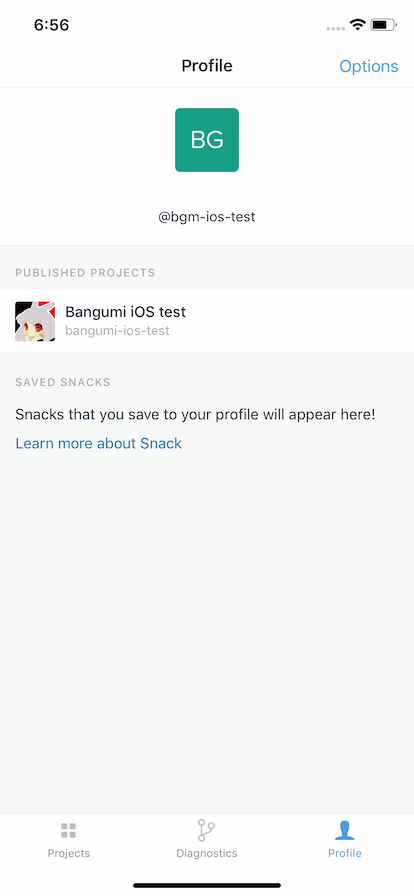 6:56
Profile
Options
BG
@bgm-ios-test
PUBLISHED PROJECTS
Bangumi iOS test
bangumi-ios-test
SAVED SNACKS
Snacks that you save to your profile will appear here!
Learn more about Snack
Projects
Diagnostics
Profile